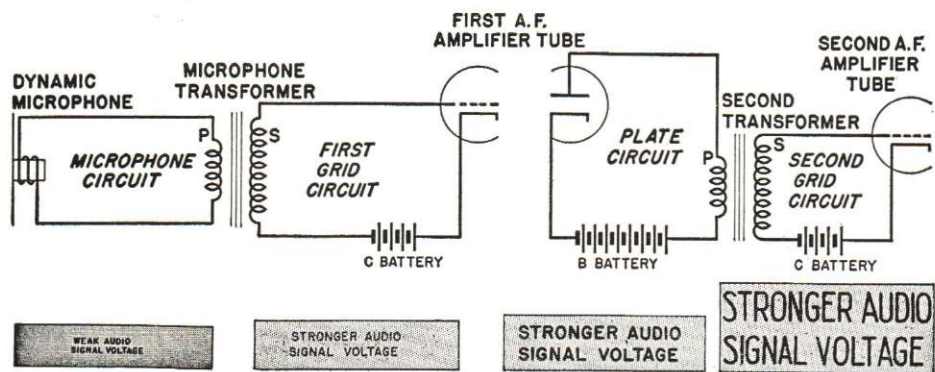 FIRST A.F.
AMPLIFIER TUBE
SECOND A.F.
AMPLIFIER
TUBE
DYNAMIC
MICROPHONE
MICROPHONE
TRANSFORMER
SECOND
TRANSFORMER
P
S
MICROPHONE
CIRCUIT
FIRST
GRID
CIRCUIT
PLATE
CIRCUIT
P
S
SECOND
GRID
CIRCUIT
C BATTERY
B BATTERY
C BATTERY
WEAK AUDIO
SIGNAL VOLTAGE
STRONGER AUDIO
SIGNAL VOLTAGE
STRONGER AUDIO
SIGNAL VOLTAGE
STRONGER AUDIO
SIGNAL VOLTAGE